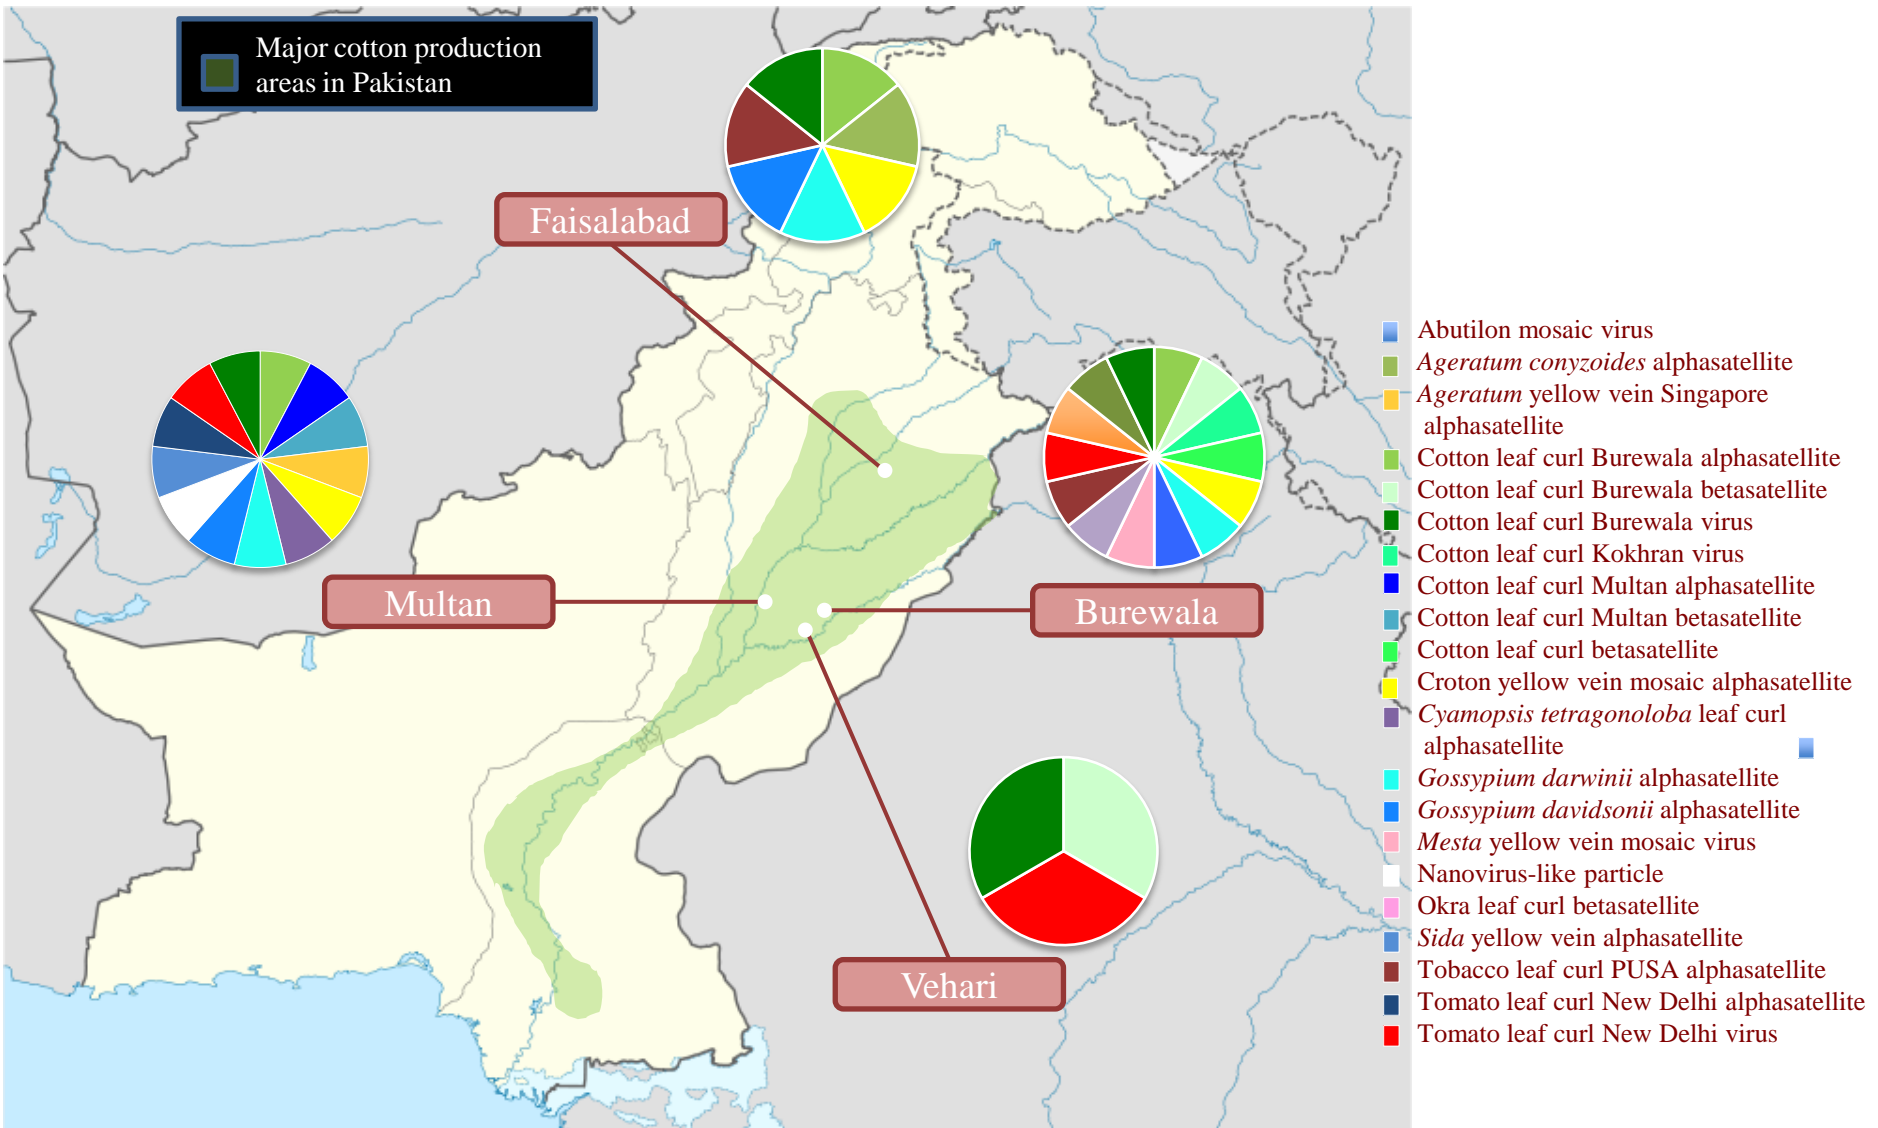 Major cotton production
areas in Pakistan
Faisalabad
Multan
Burewala
Vehari
Abutilon mosaic virus
Ageratum conyzoides alphasatellite
Ageratum yellow vein Singapore
alphasatellite
Cotton leaf curl Burewala alphasatellite
Cotton leaf curl Burewala betasatellite
Cotton leaf curl Burewala virus
Cotton leaf curl Kokhran virus
Cotton leaf curl Multan alphasatellite
Cotton leaf curl Multan betasatellite
Cotton leaf curl betasatellite
Croton yellow vein mosaic alphasatellite
Cyamopsis tetragonoloba leaf curl
alphasatellite
Gossypium darwinii alphasatellite
Gossypium davidsonii alphasatellite
Mesta yellow vein mosaic virus
Nanovirus-like particle
Okra leaf curl betasatellite
Sida yellow vein alphasatellite
Tobacco leaf curl PUSA alphasatellite
Tomato leaf curl New Delhi alphasatellite
Tomato leaf curl New Delhi virus